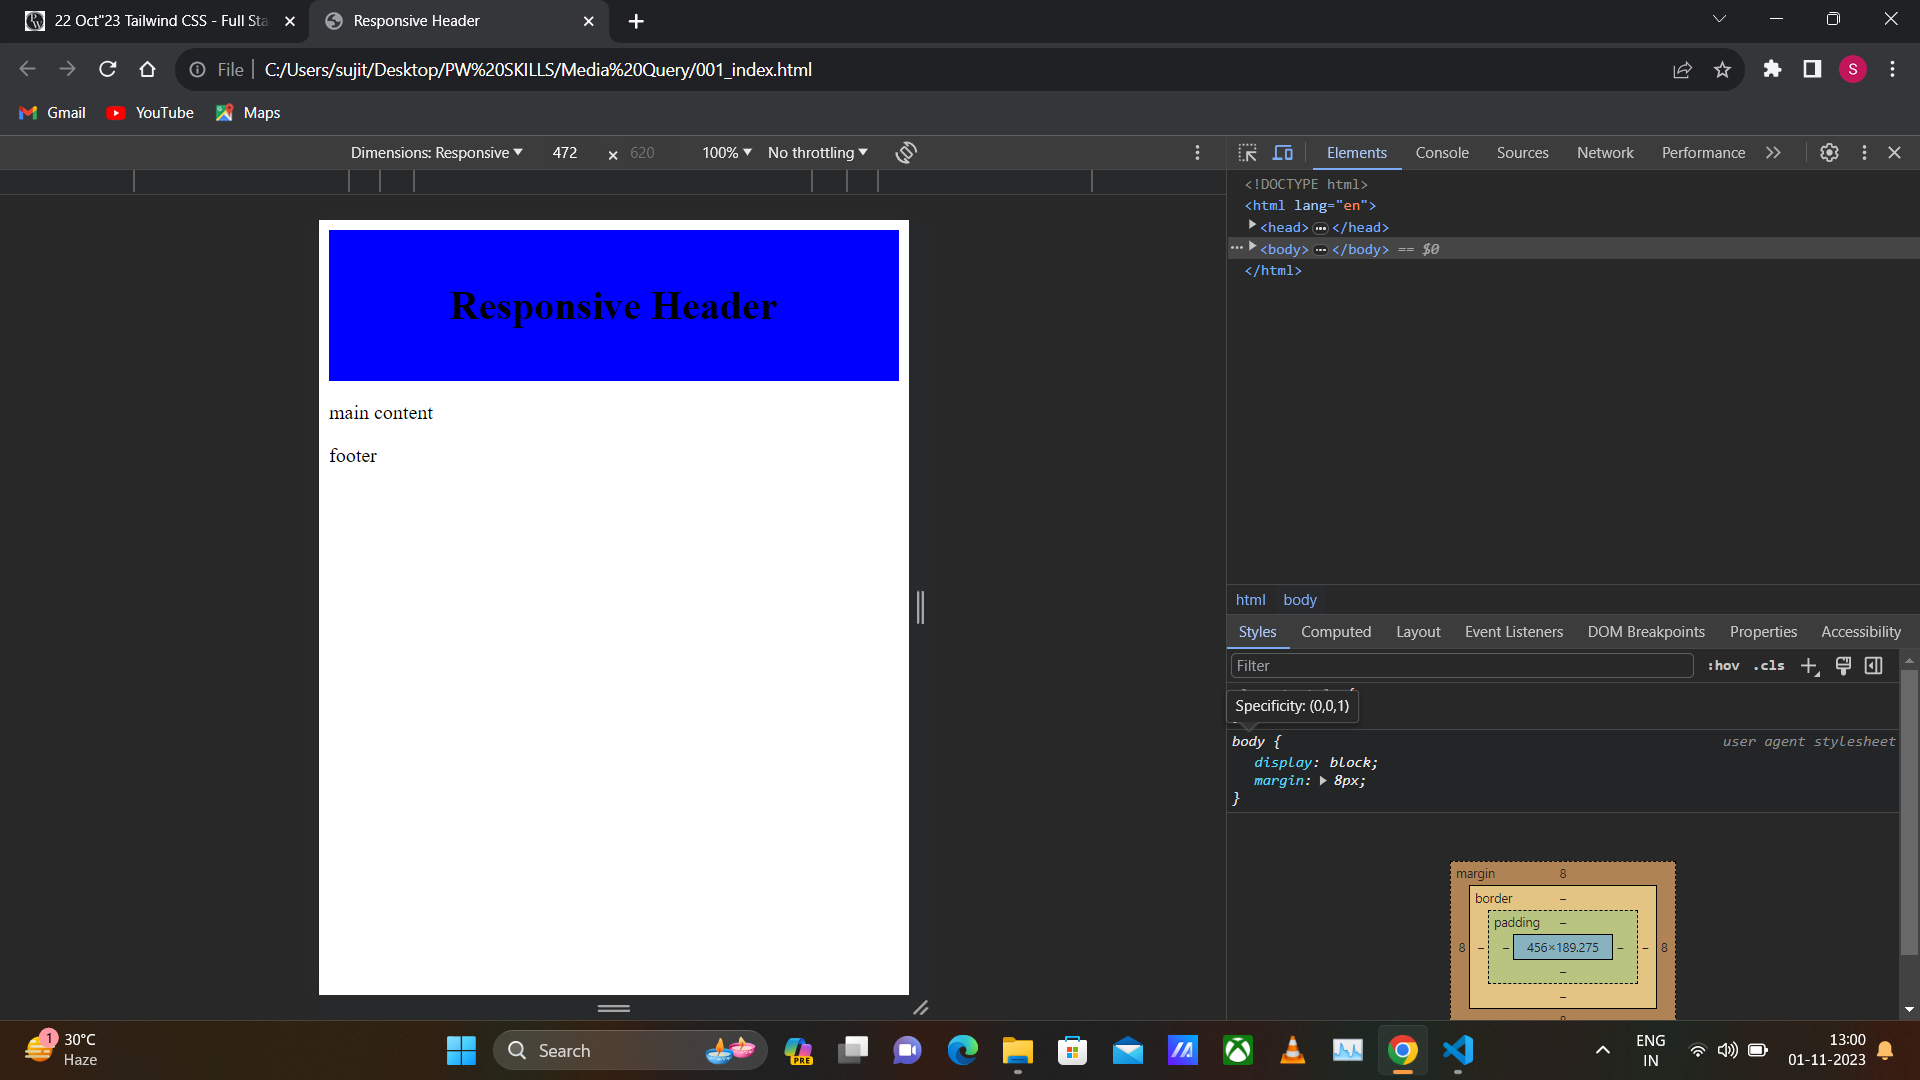 22 Oct"23 Tailwind CSS - Full Sta
Responsive Header
File
C:/Users/sujit/Desktop/PW%20SKILLS/Media%20Query/001_index.html
S
Gmail
YouTube
Maps
Dimensions: Responsive
472
×
620
100%
No throttling
Elements
Console
Sources
Network
Performance
<!DOCTYPE html>
<html lang="en">
<head> ••• </head>
••• <body> ••• </body> == $0
</html>
Responsive Header
main content
footer
html
body
Styles
Computed
Layout
Event Listeners
DOM Breakpoints
Properties
Accessibility
Filter
:hov
.cls
Specificity: (0,0,1)
body {
user agent stylesheet
display: block;
margin: 8px;
}
margin
8
border
–
padding
–
8
–
–
456×189.275
–
–
8
–
–
1
30°C
Haze
Search
PRE
ENG
IN
13:00
01-11-2023